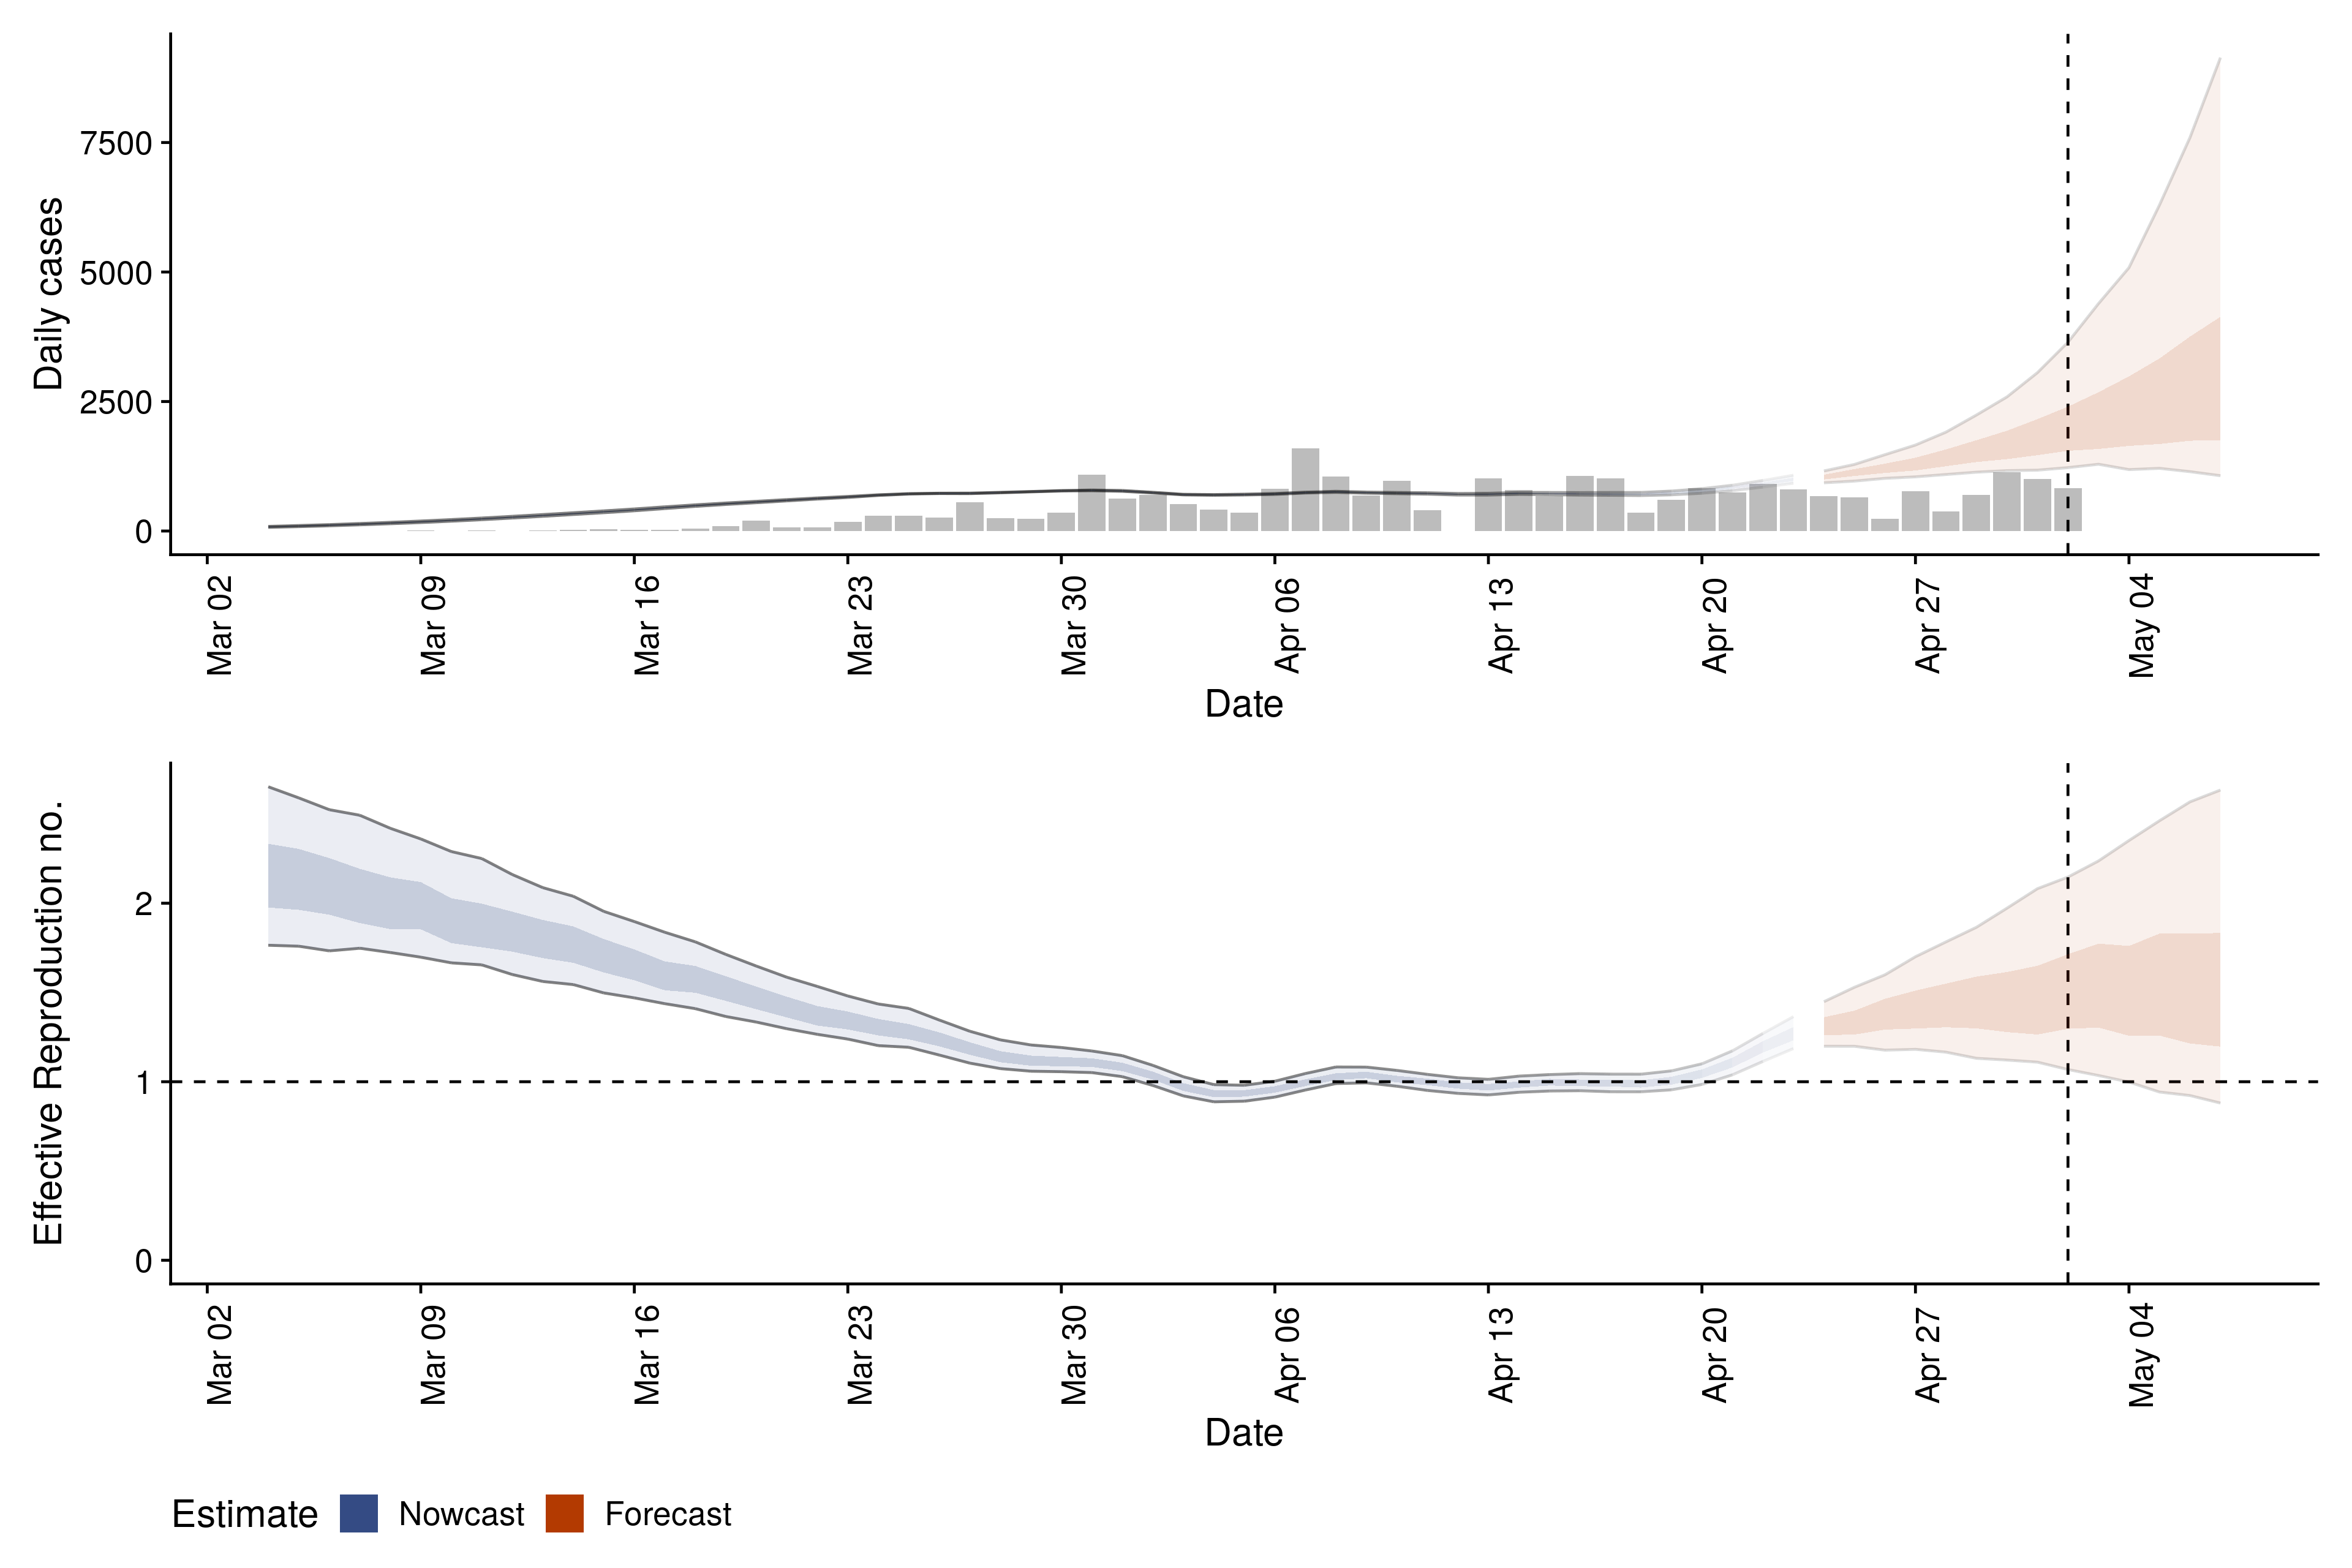 Daily cases
7500
5000
2500
0
Mar 02
Mar 09
Mar 16
Mar 23
Mar 30
Apr 06
Apr 13
Apr 20
Apr 27
May 04
Date
Effective Reproduction no.
2
1
0
Mar 02
Mar 09
Mar 16
Mar 23
Mar 30
Apr 06
Apr 13
Apr 20
Apr 27
May 04
Date
Estimate Nowcast Forecast